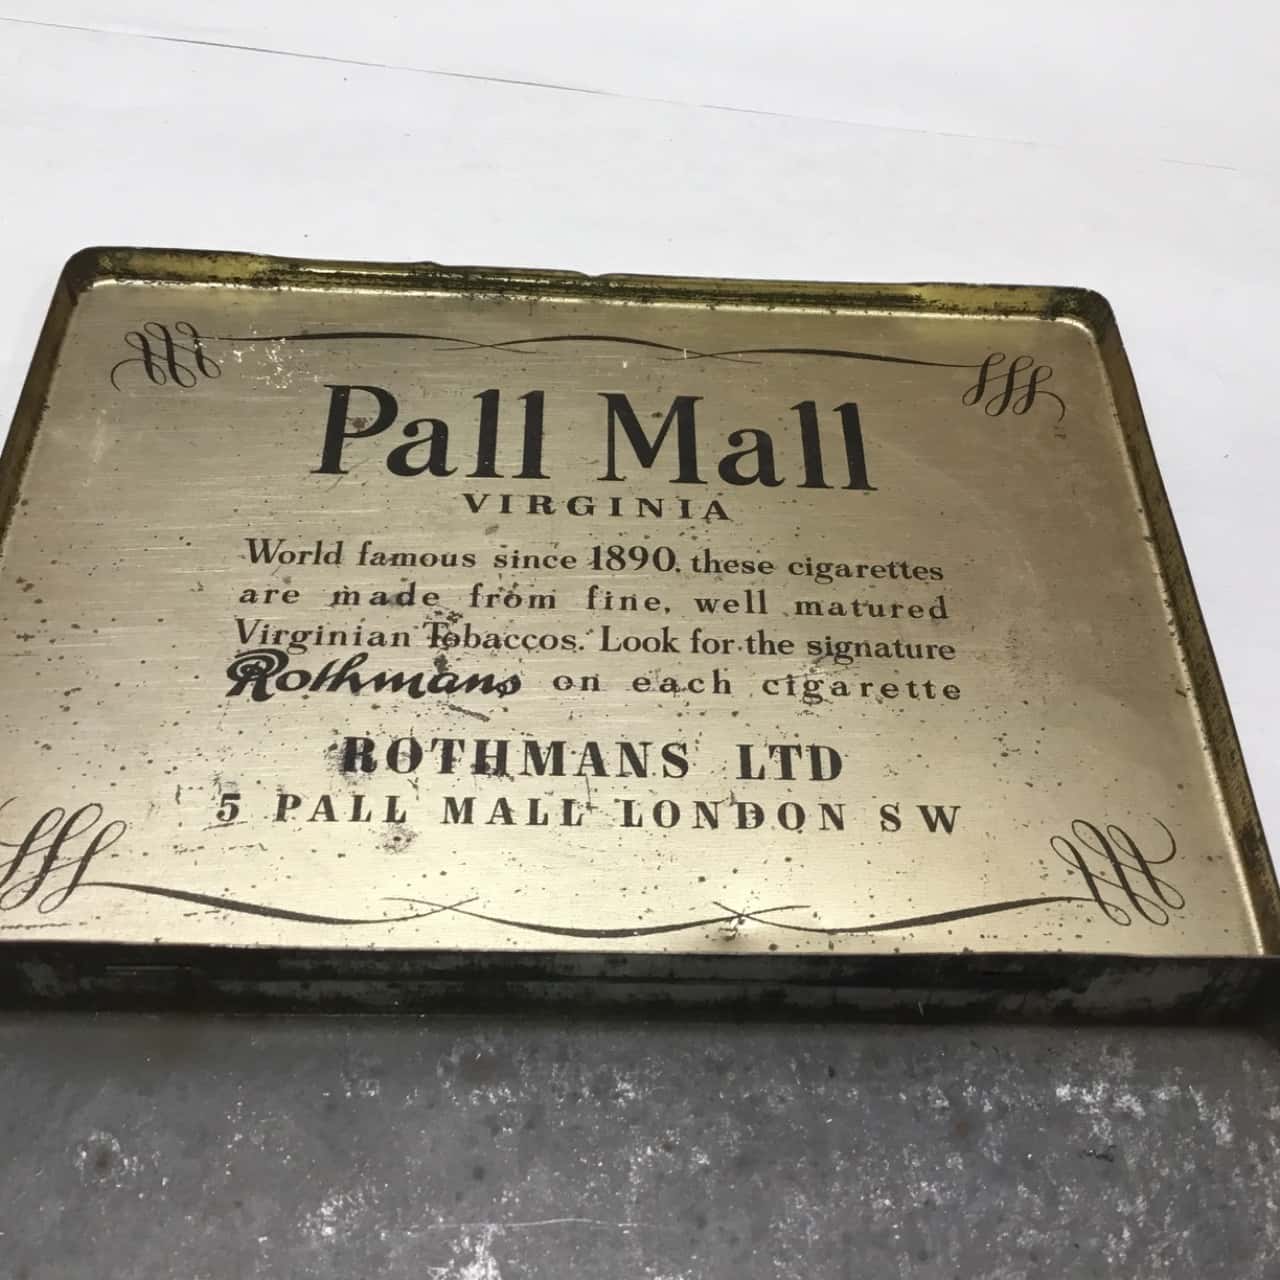 Pall Mall
VIRGINIA
World famous since 1890, these cigarettes
are made from fine, well matured
Virginian Tobaccos. Look for the signature
Rothmans on each cigarette
ROTHMANS LTD
5 PALL MALL LONDON SW